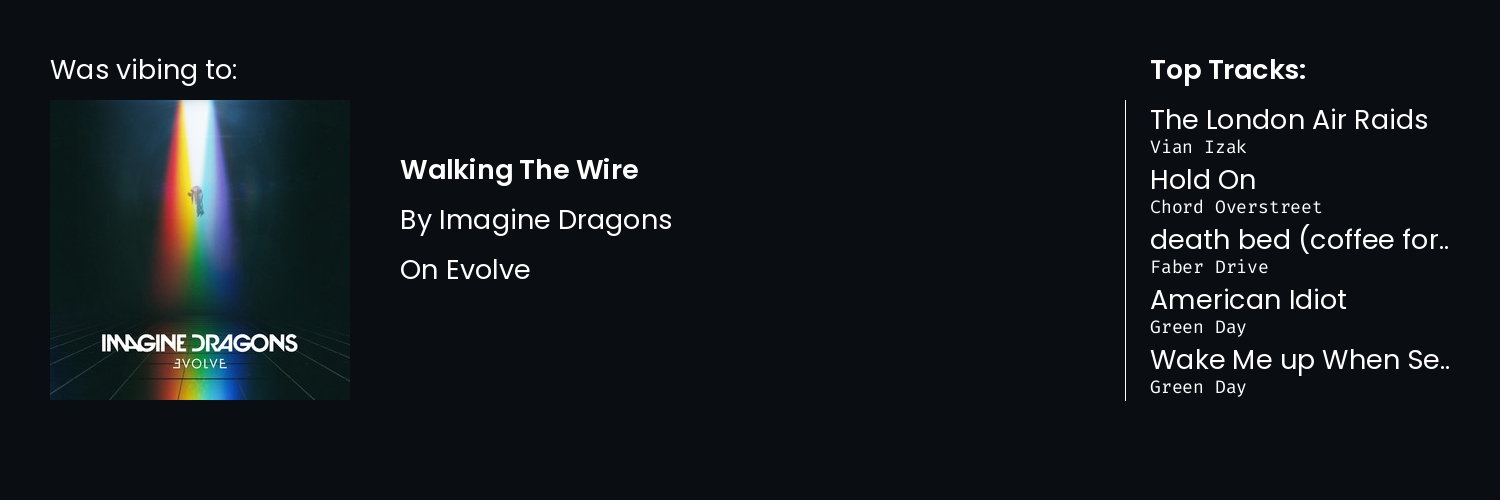 Was vibing to:
IMAGINE DRAGONS
EVOLVE
Walking The Wire
By Imagine Dragons
On Evolve
Top Tracks:
The London Air Raids
Vian Izak
Hold On
Chord Overstreet
death bed (coffee for..
Faber Drive
American Idiot
Green Day
Wake Me up When Se..
Green Day